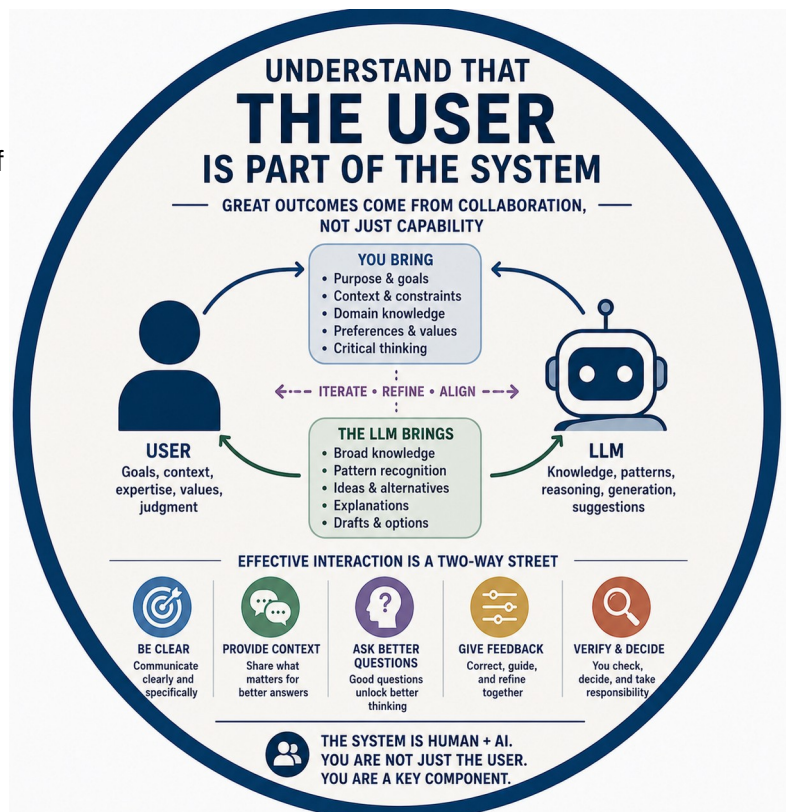 UNDERSTAND THAT
THE USER
IS PART OF THE SYSTEM
GREAT OUTCOMES COME FROM COLLABORATION,
NOT JUST CAPABILITY
f
YOU BRING
• Purpose & goals
• Context & constraints
• Domain knowledge
• Preferences & values
• Critical thinking
ITERATE • REFINE • ALIGN
THE LLM BRINGS
• Broad knowledge
• Pattern recognition
• Ideas & alternatives
• Explanations
• Drafts & options
USER
Goals, context,
expertise, values,
judgment
LLM
Knowledge, patterns,
reasoning, generation,
suggestions
EFFECTIVE INTERACTION IS A TWO-WAY STREET
BE CLEAR
Communicate
clearly and
specifically
PROVIDE CONTEXT
Share what
matters for
better answers
?
ASK BETTER
QUESTIONS
Good questions
unlock better
thinking
GIVE FEEDBACK
Correct, guide,
and refine
together
VERIFY & DECIDE
You check,
decide, and take
responsibility
THE SYSTEM IS HUMAN + AI.
YOU ARE NOT JUST THE USER.
YOU ARE A KEY COMPONENT.